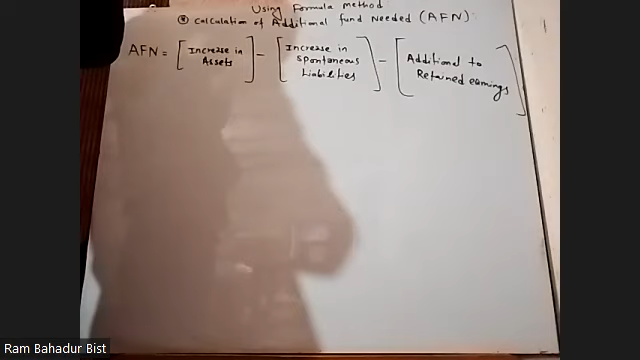 Using Formula method
④ Calculation of Additional fund Needed (AFN)
AFN = [Increase in Assets] - [Increase in Spontaneous Liabilities] - [Additional to Retained earnings]
Ram Bahadur Bist